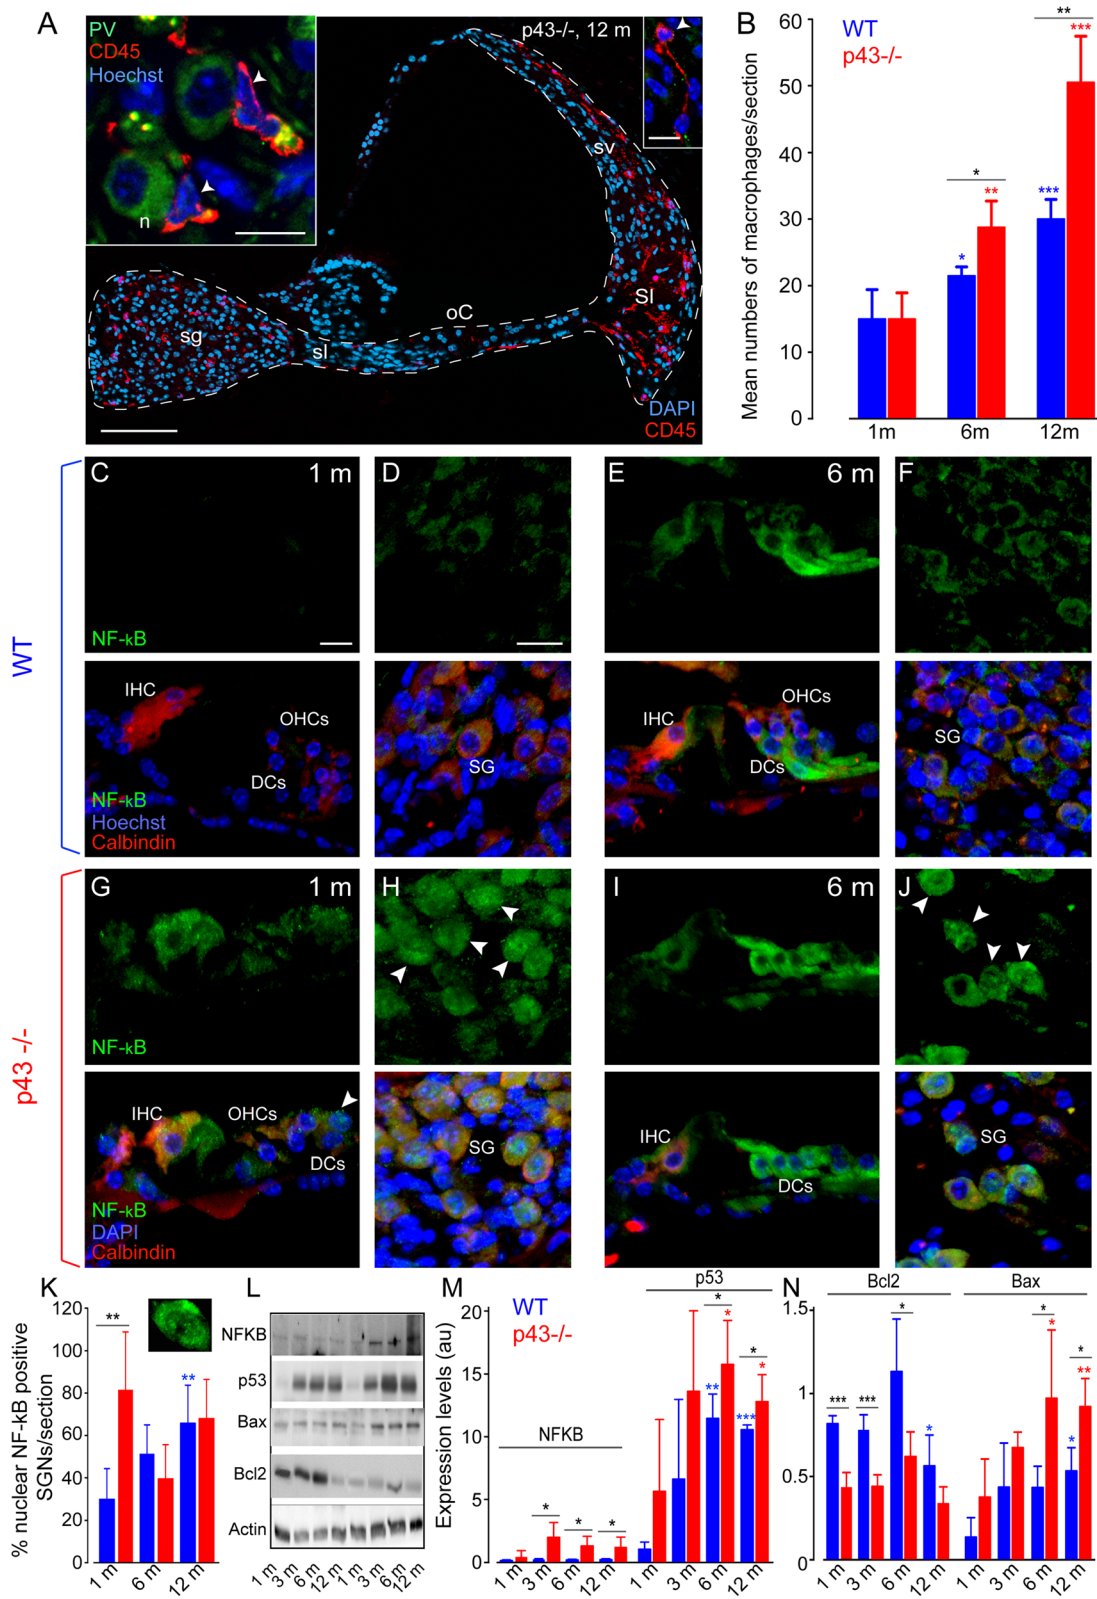 A
PV
CD45
Hoechst
n
p43-/-, 12 m
sv
Sl
oC
sg
sl
DAPI
CD45
B
WT
p43-/-
**
***
*
**
***
*
Mean numbers of macrophages/section
60
50
40
30
20
10
0
1m
6m
12m
WT
C
1 m
NF-κB
D
E
6 m
F
IHC
OHCs
DCs
NF-κB
Hoechst
Calbindin
SG
IHC
OHCs
DCs
SG
p43 -/-
G
1 m
NF-κB
H
I
6 m
J
IHC
OHCs
DCs
NF-κB
DAPI
Calbindin
SG
IHC
DCs
SG
K
% nuclear NF-kB positive
SGNs/section
120
100
80
60
40
20
0
**
**
1 m
6 m
12 m
L
NFKB
p53
Bax
Bcl2
Actin
1 m
3 m
6 m
12 m
1 m
3 m
6 m
12 m
M
Expression levels (au)
20
15
10
5
0
WT
p43-/-
NFKB
*
*
*
p53
*
*
**
*
*
***
1 m
3 m
6 m
12 m
1 m
3 m
6 m
12 m
N
Bcl2
Bax
1.5
1
0.5
0
***
***
*
*
*
*
*
**
*
1 m
3 m
6 m
12 m
1 m
3 m
6 m
12 m